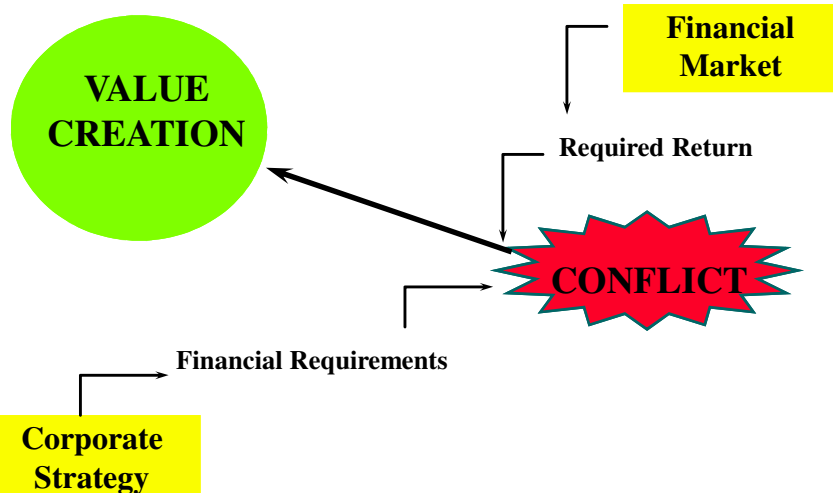 Financial
Market
VALUE
CREATION
Required Return
CONFLICT
Financial Requirements
Corporate
Strategy